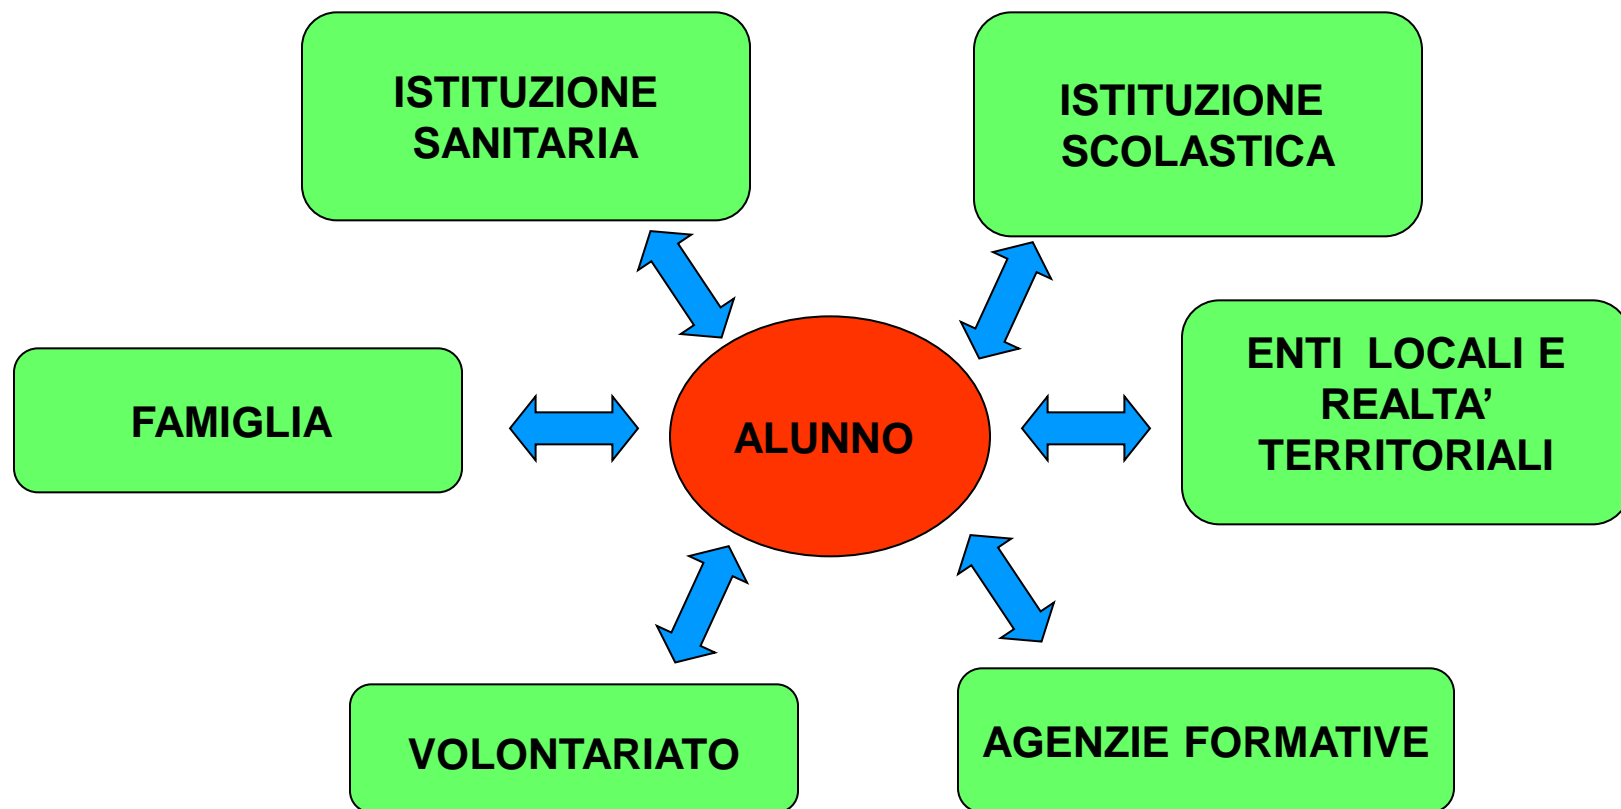 ISTITUZIONE
SANITARIA
ISTITUZIONE
SCOLASTICA
FAMIGLIA
ALUNNO
ENTI LOCALI E
REALTA’
TERRITORIALI
VOLONTARIATO
AGENZIE FORMATIVE